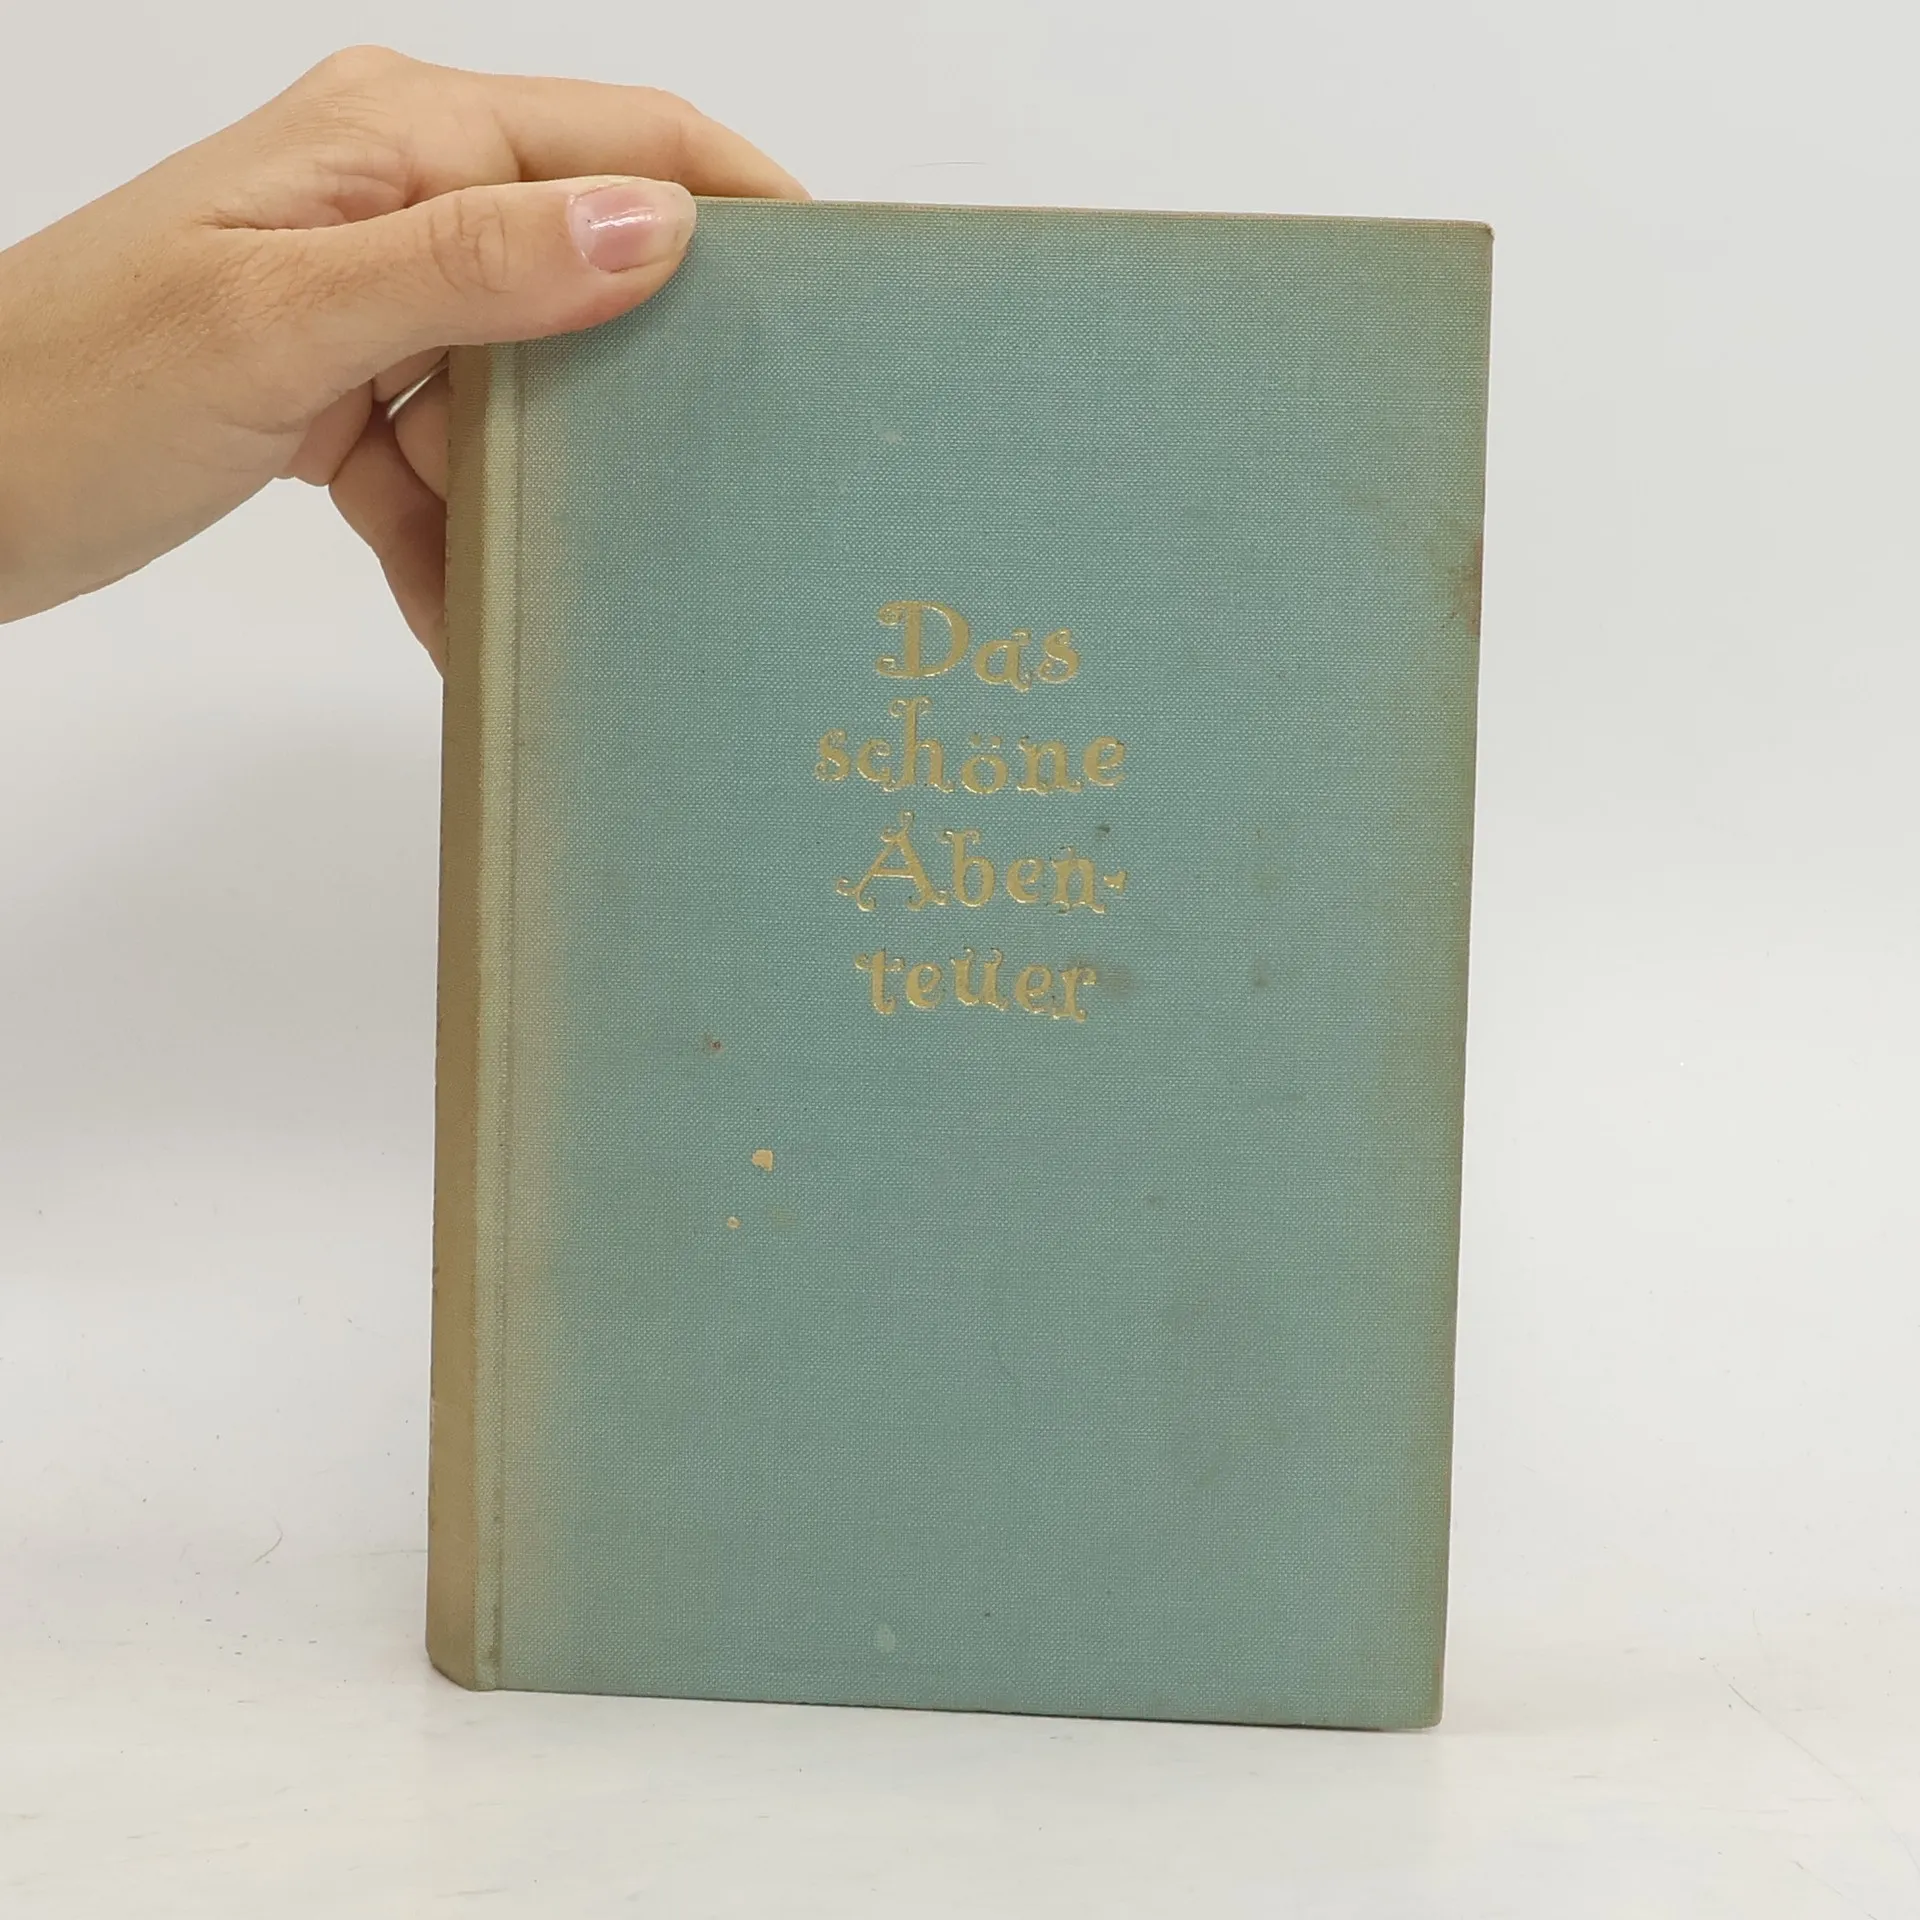 Das
schöne
Aben-
teuer